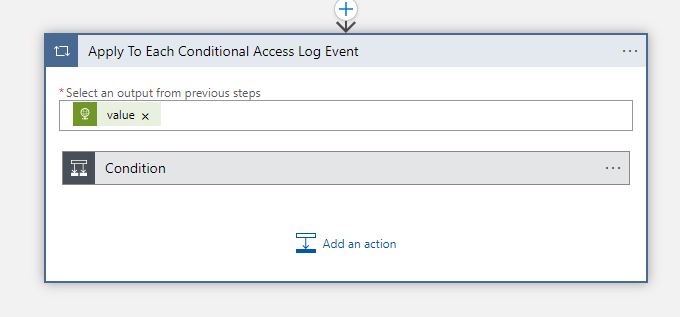 Apply To Each Conditional Access Log Event
* Select an output from previous steps
value
Condition
Add an action